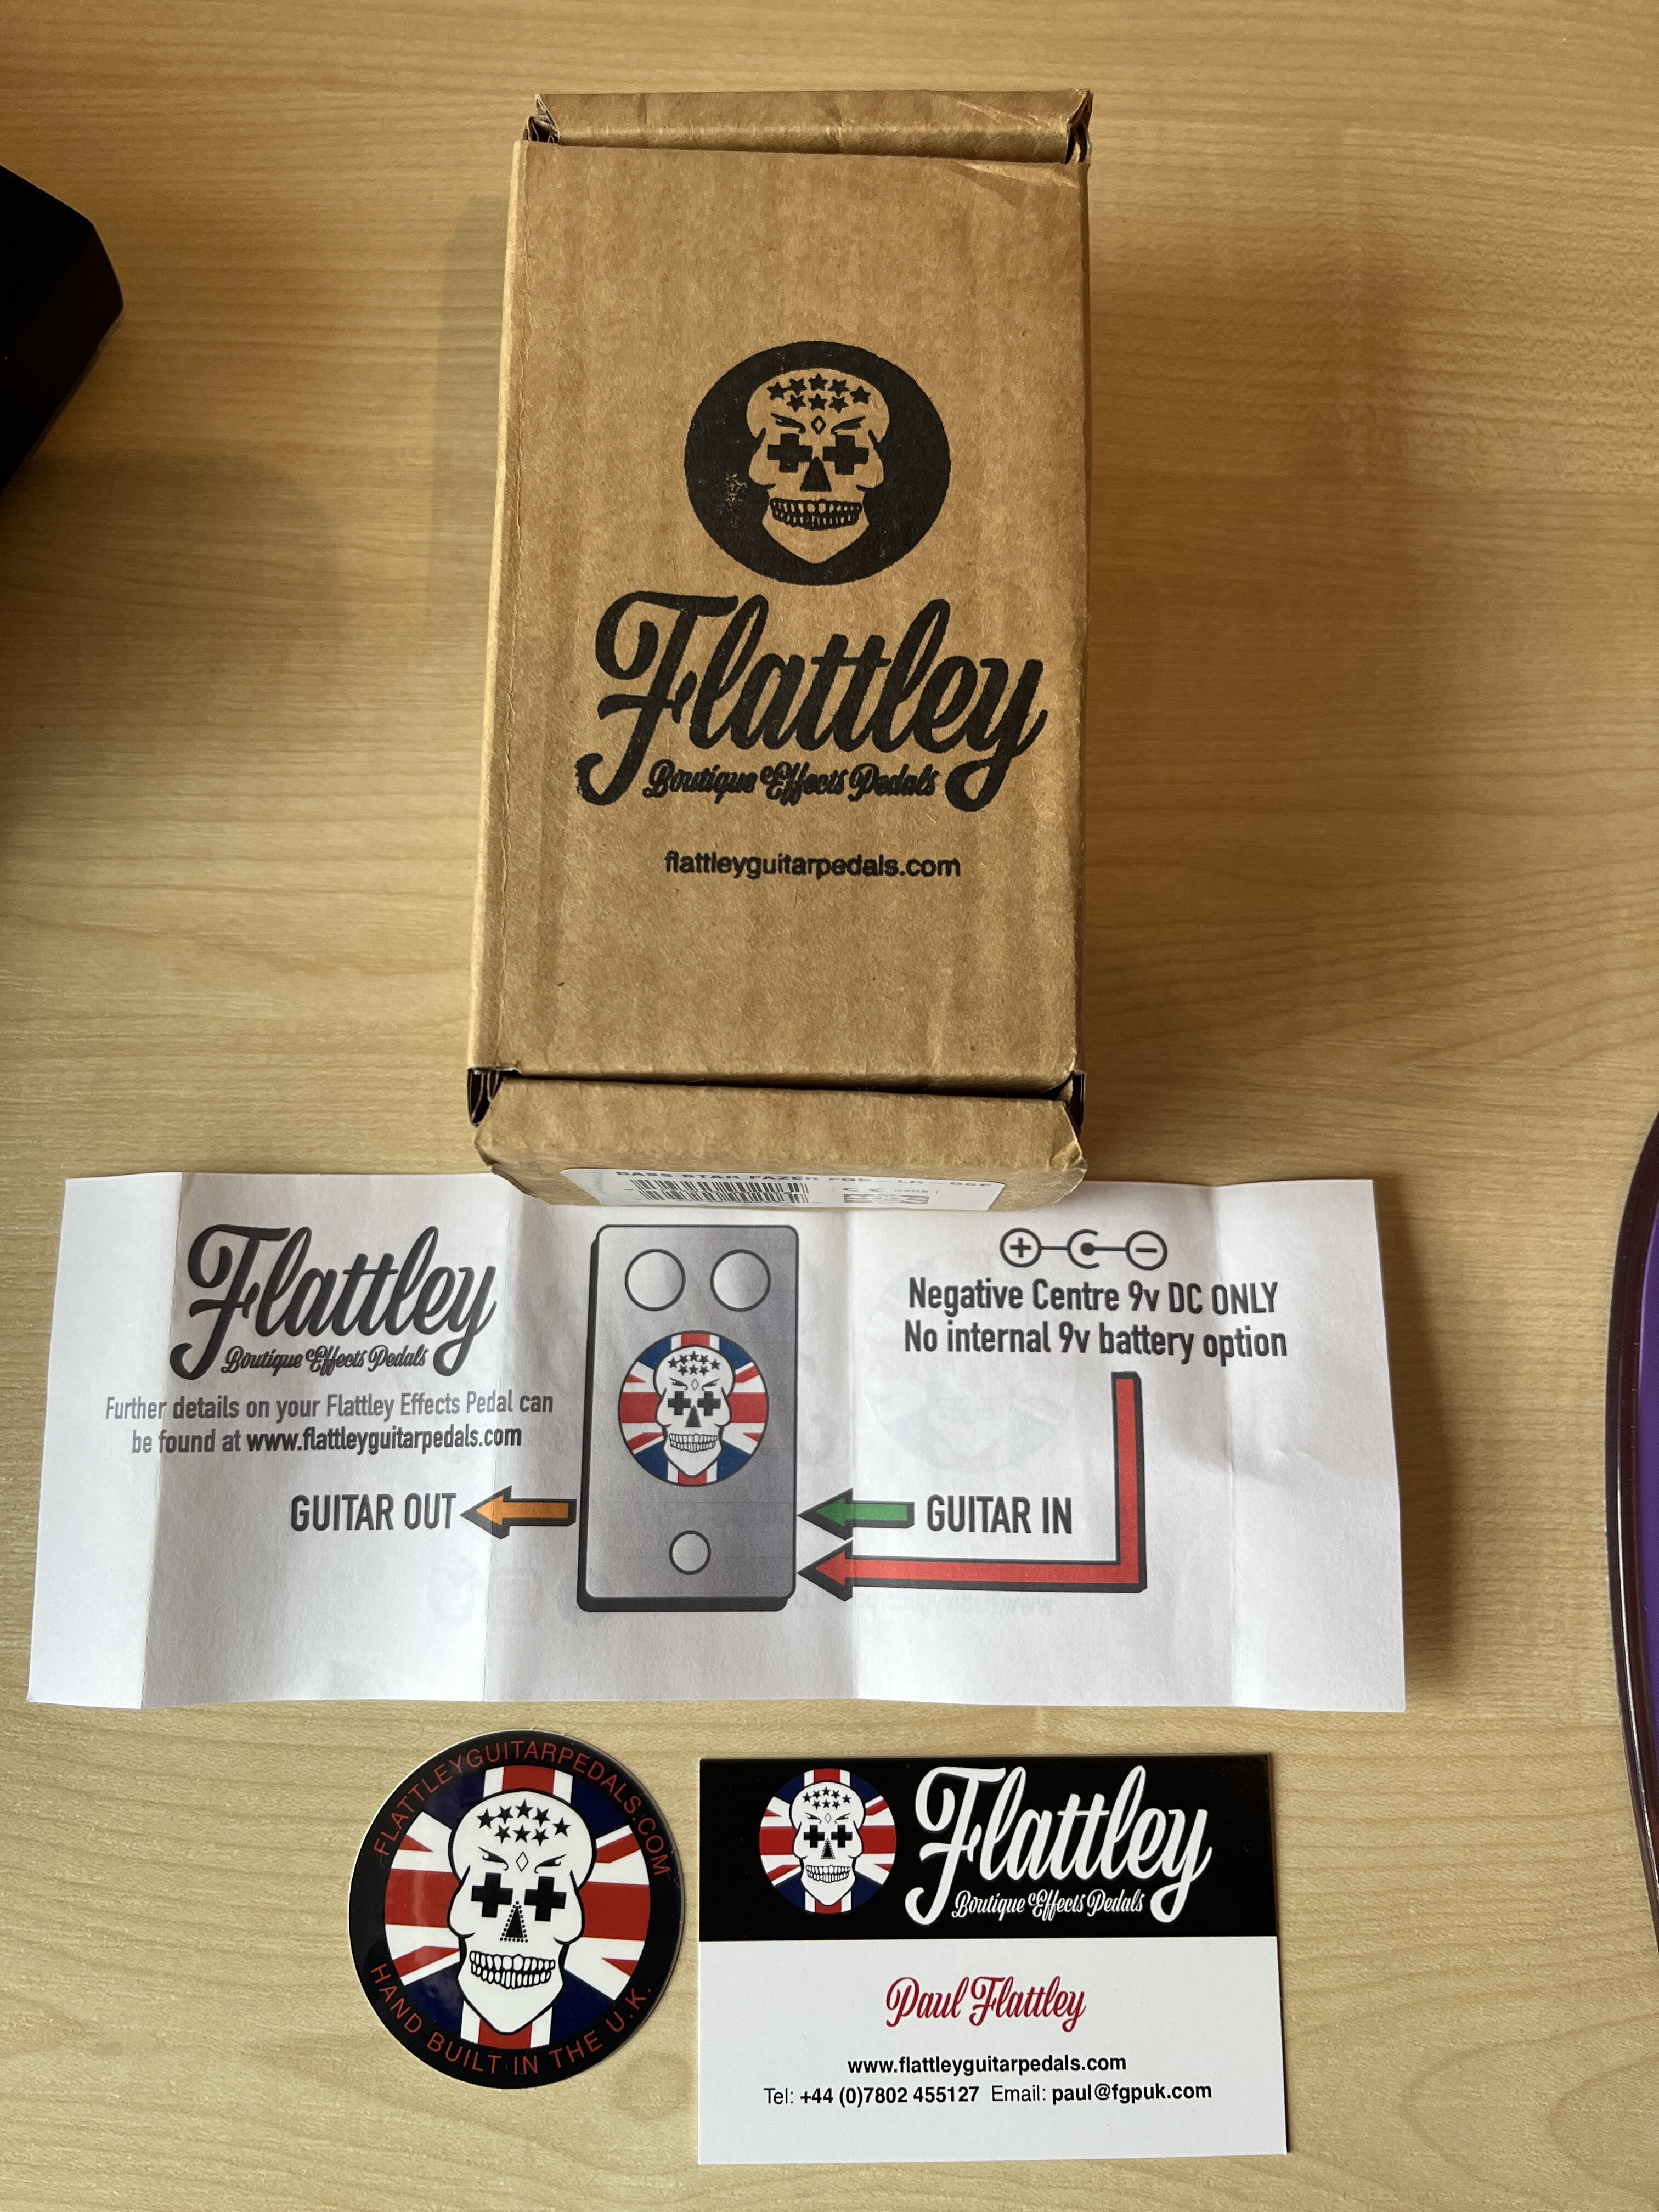 Flattley
Boutique Effects Pedals
flattleyguitarpedals.com
BASS STAR FAZER
Flattley
Boutique Effects Pedals
Further details on your Flattley Effects Pedal can
be found at www.flattleyguitarpedals.com
Negative Centre 9v DC ONLY
No internal 9v battery option
GUITAR OUT
GUITAR IN
FLATTLEYGUITARPEDALS.COM
HAND BUILT IN THE U.K.
Flattley
Boutique Effects Pedals
Paul Flattley
www.flattleyguitarpedals.com
Tel: +44 (0)7802 455127 Email: paul@fgpuk.com